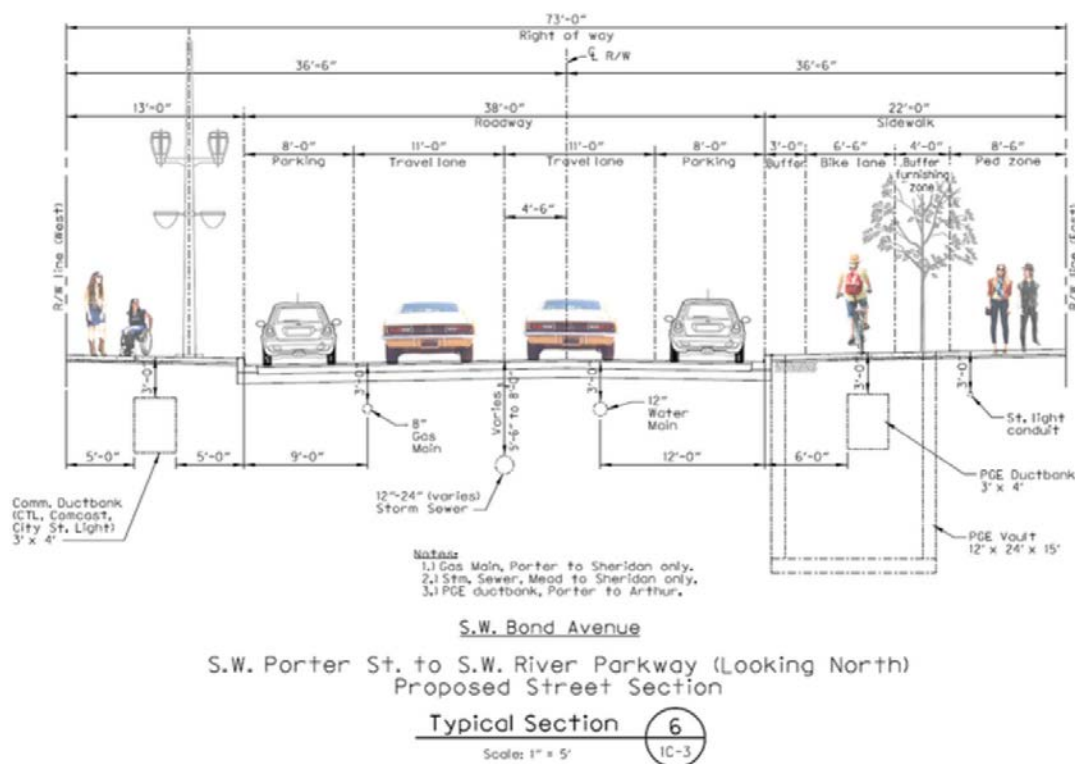 73'-0"
Right of way
℄ R/W
36'-6"
36'-6"
13'-0"
38'-0"
Roadway
22'-0"
Sidewalk
8'-0"
Parking
11'-0"
Travel lane
11'-0"
Travel lane
8'-0"
Parking
3'-0"
Buffer
6'-6"
Bike lane
4'-0"
Buffer
furnishing
zone
8'-6"
Ped zone
4'-6"
R/W line (West)
R/W line (East)
3'-0"
3'-0"
Varies
5'-6" to 8'-0"
3'-0"
3'-0"
3'-0"
8"
Gas
Main
12"
Water
Main
St. light
conduit
5'-0"
5'-0"
9'-0"
12'-0"
6'-0"
PGE Ductbank
3' x 4'
Comm. Ductbank
(CTL, Comcast,
City St. Light)
3' x 4'
12"-24" (varies)
Storm Sewer
PGE Vault
12' x 24' x 15'
Notes:
1.) Gas Main, Porter to Sheridan only.
2.) Stm. Sewer, Mead to Sheridan only.
3.) PGE ductbank, Porter to Arthur.
S.W. Bond Avenue
S.W. Porter St. to S.W. River Parkway (Looking North)
Proposed Street Section
Typical Section
6
1C-3
Scale: 1" = 5'